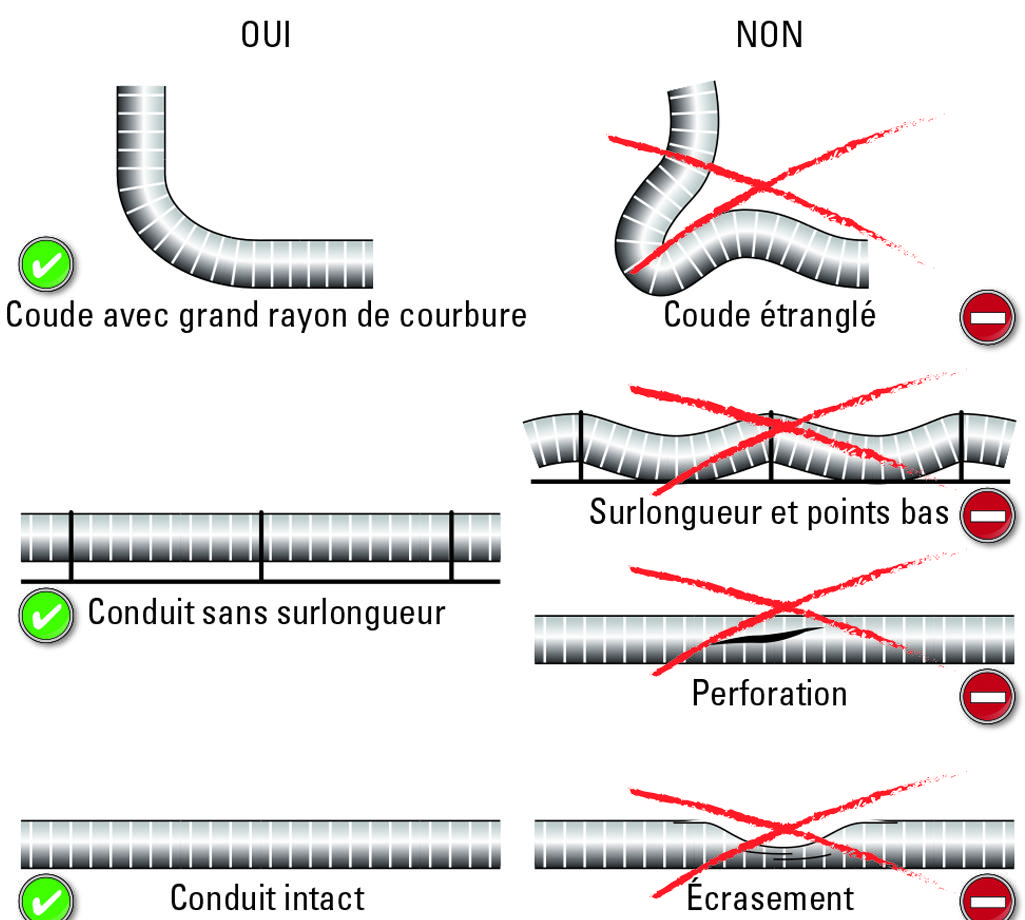 OUI
NON
Coude avec grand rayon de courbure
Coude étranglé
Surlongueur et points bas
Conduit sans surlongueur
Perforation
Conduit intact
Écrasement